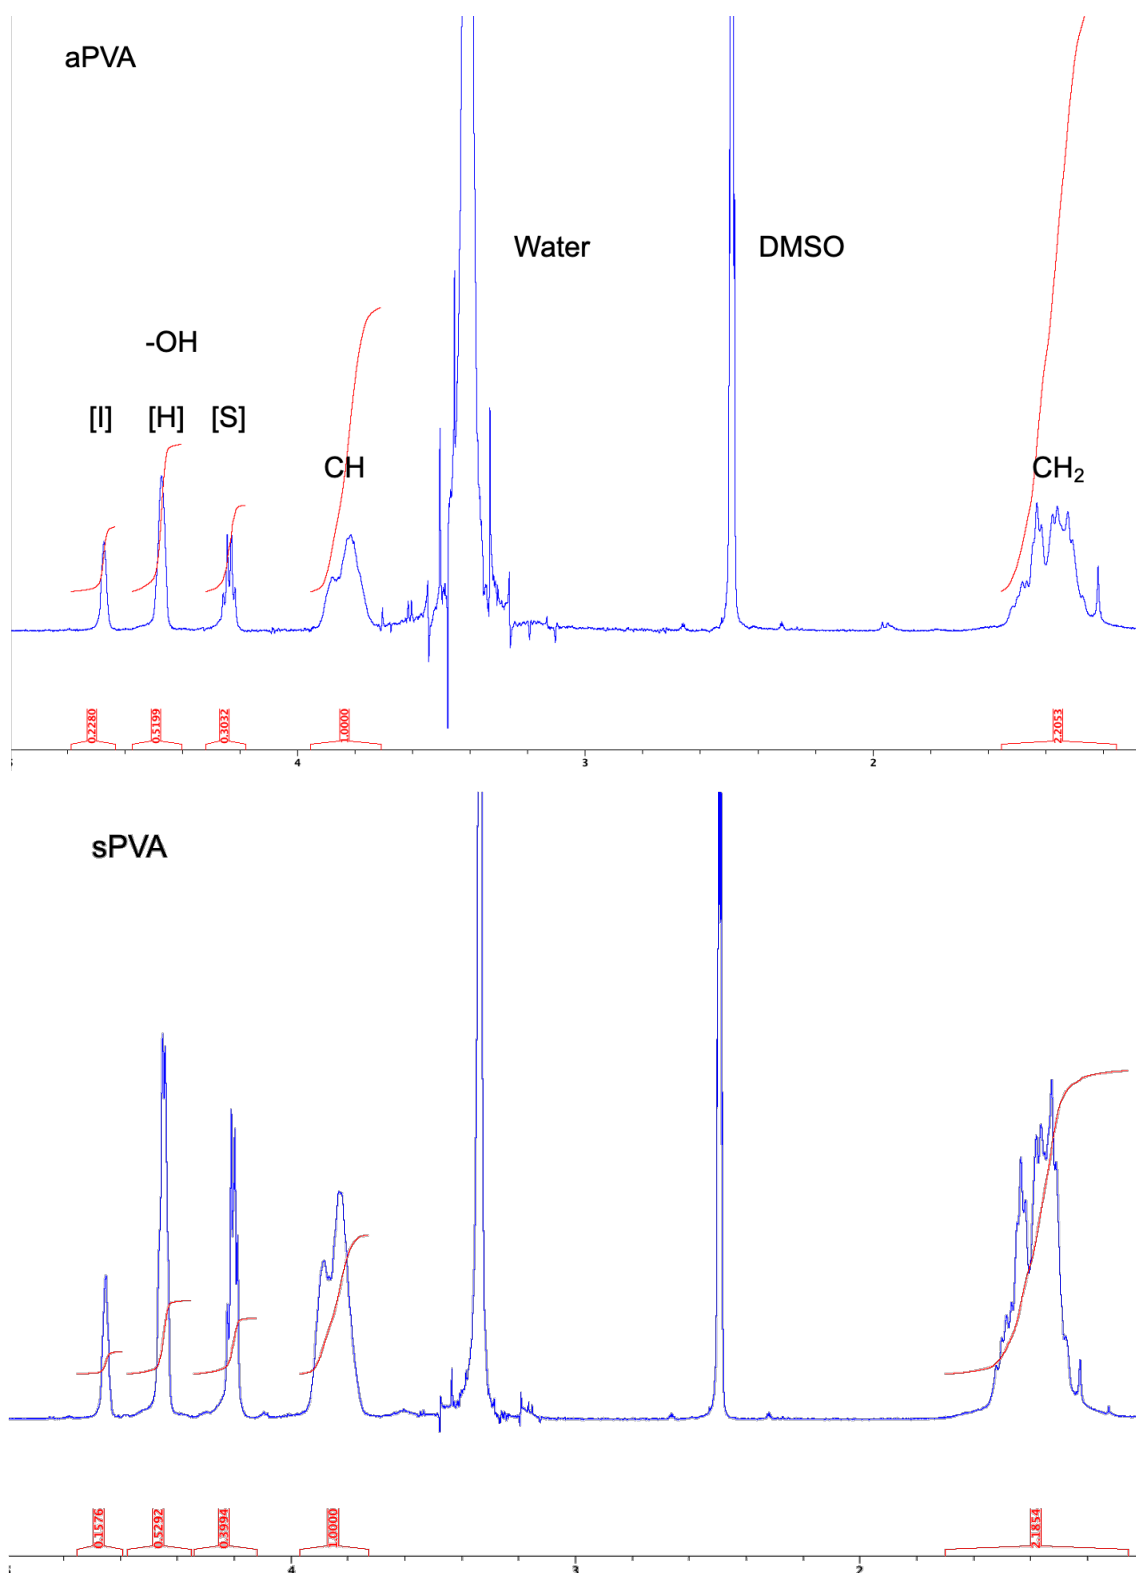 aPVA
Water
DMSO
-OH
[I] [H] [S]
CH
CH₂
0.2280 0.5199 0.3032 1.0000 2.2053
4 3 2
sPVA
0.1576 0.5292 0.3994 1.0000 2.1854
4 3 2